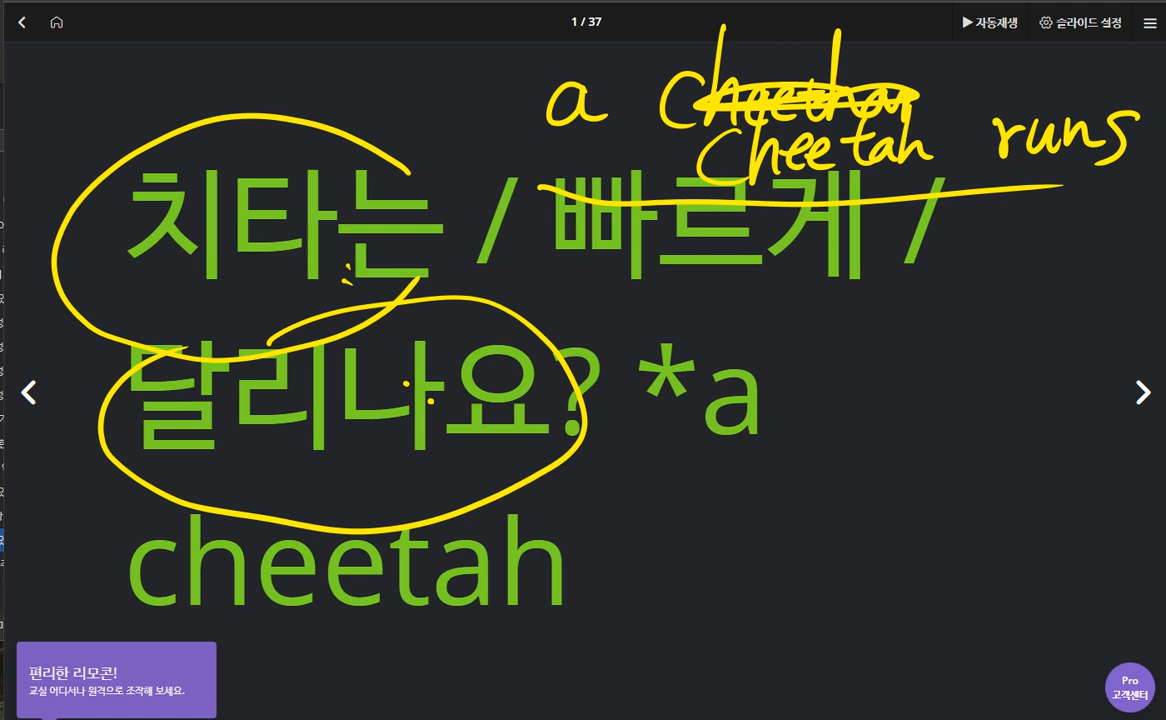 1 / 37
▶ 자동재생
슬라이드 설정
a cheetah
cheetah runs
치타는 / 빠르게 /
달리나요? *a
cheetah
편리한 리모콘!
교실 어디서나 원격으로 조작해 보세요.
Pro
고객센터